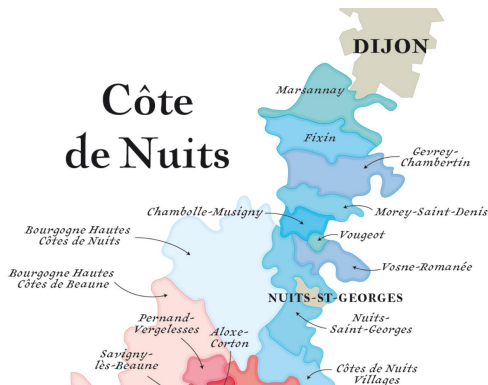 DIJON
Côte
de Nuits
Marsannay
Fixin
Gevrey-
Chambertin
Chambolle-Musigny
Morey-Saint-Denis
Bourgogne Hautes
Côtes de Nuits
Vougeot
Vosne-Romanée
Bourgogne Hautes
Côtes de Beaune
NUITS-ST-GEORGES
Pernand-
Vergelesses
Aloxe-
Corton
Nuits-
Saint-Georges
Savigny-
lès-Beaune
Côtes de Nuits
Villages